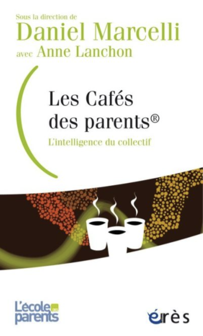 Sous la direction de
Daniel Marcelli
avec Anne Lanchon
Les Cafés
des parents®
L'intelligence du collectif
L'école
des
parents
érès